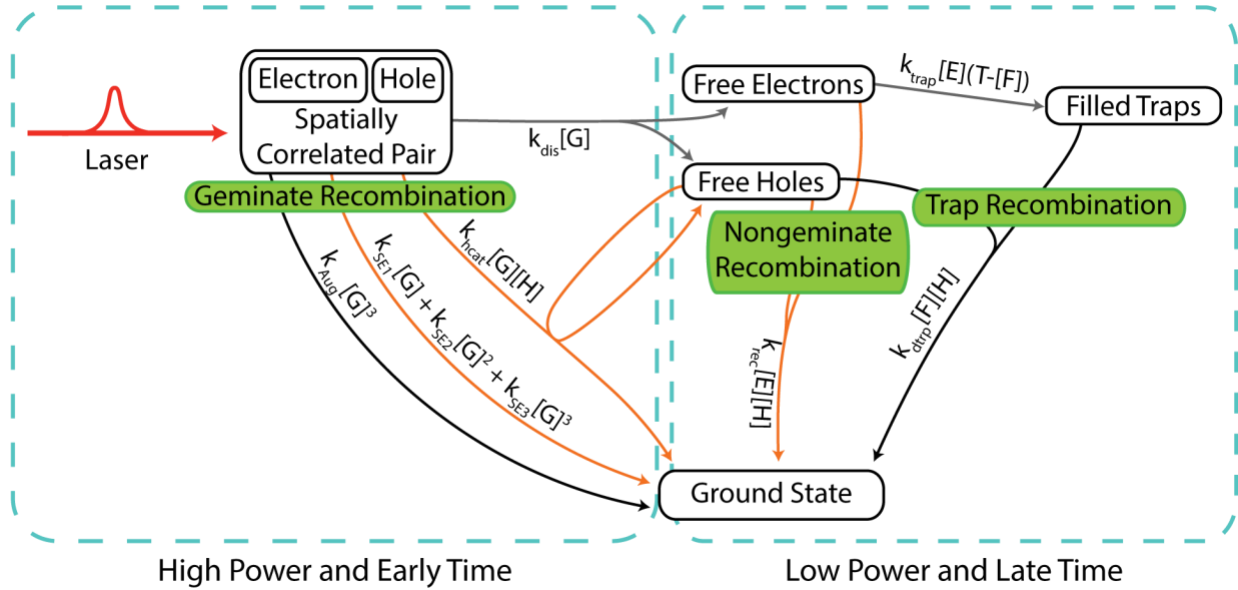 Laser
Electron
Hole
Spatially
Correlated Pair
Geminate Recombination
k_Aug[G]³
k_SE1[G] + k_SE2[G]² + k_SE3[G]³
k_hcat[G][H]
k_dis[G]
Free Electrons
k_trap[E](T-[F])
Filled Traps
Free Holes
Trap Recombination
Nongeminate
Recombination
k_rec[E][H]
k_dtrp[F][H]
Ground State
High Power and Early Time
Low Power and Late Time